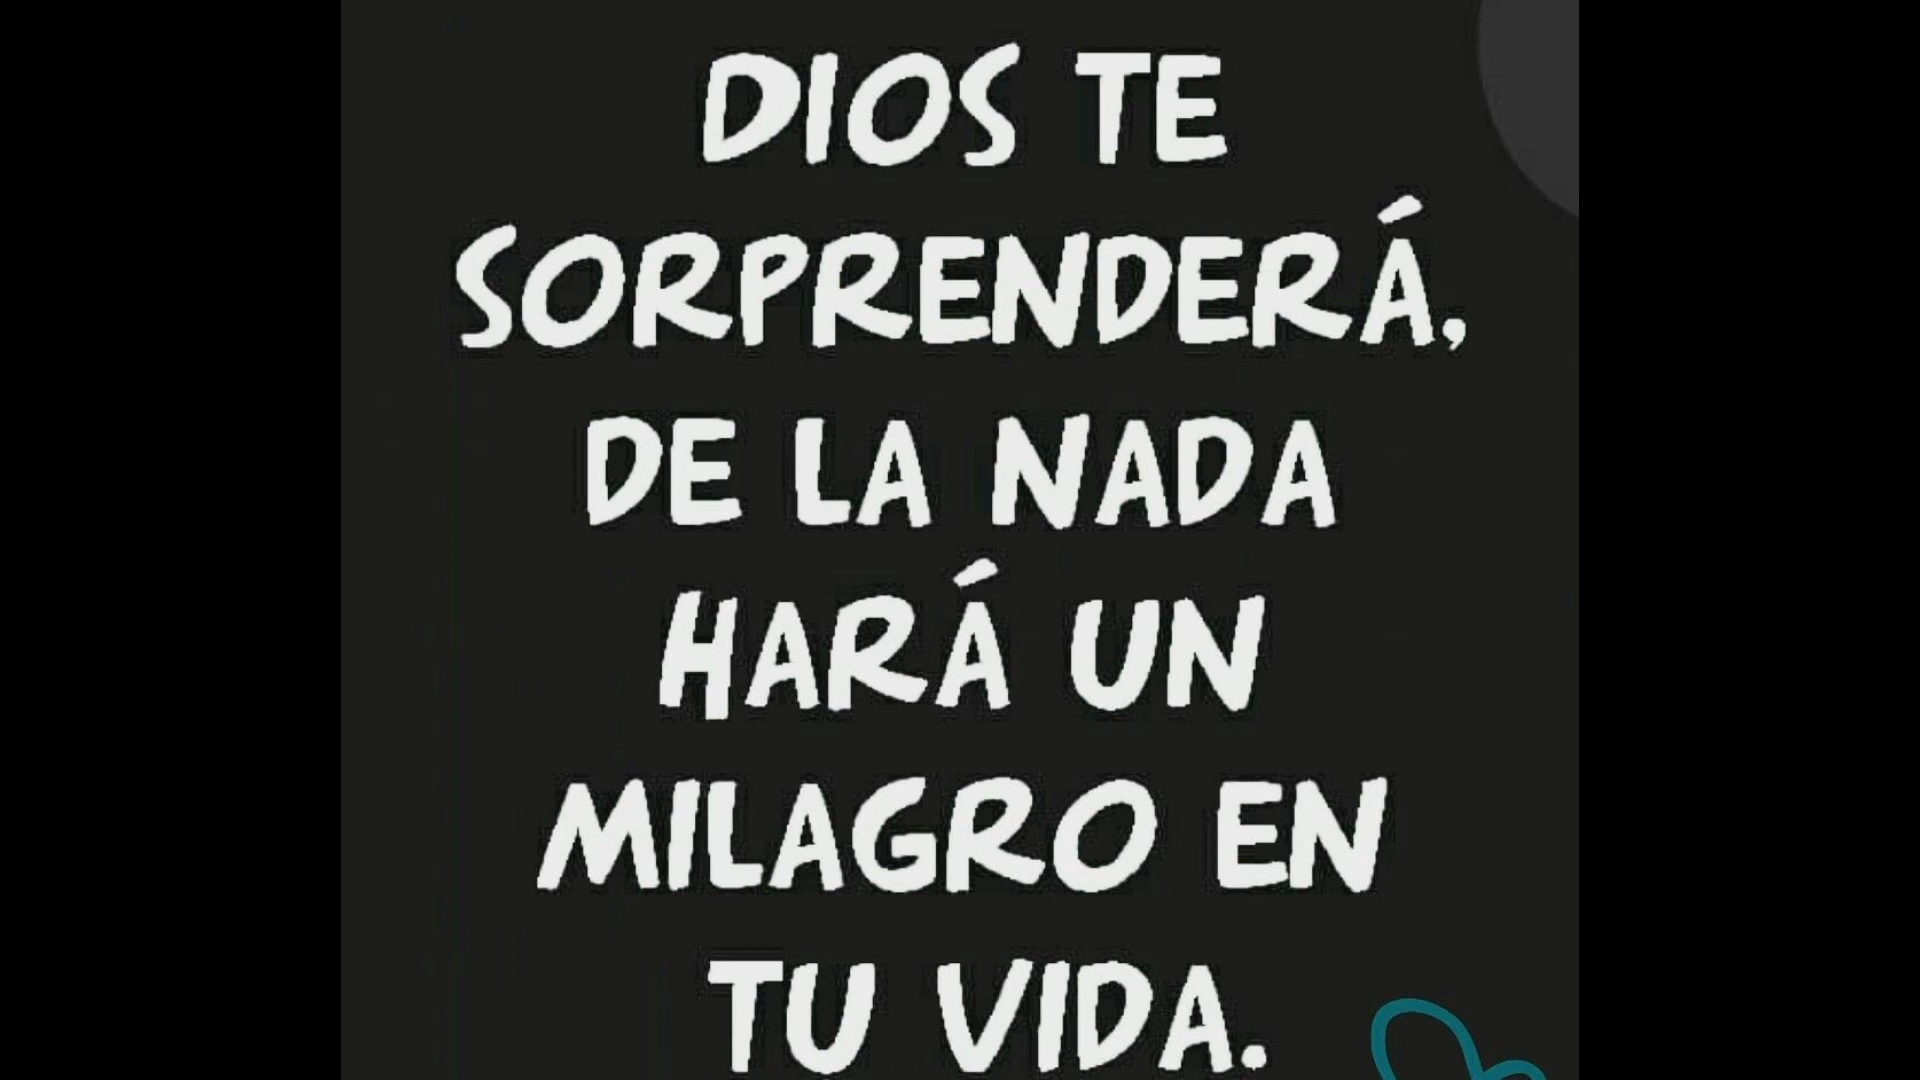 DIOS TE
SORPRENDERÁ,
DE LA NADA
HARÁ UN
MILAGRO EN
TU VIDA.